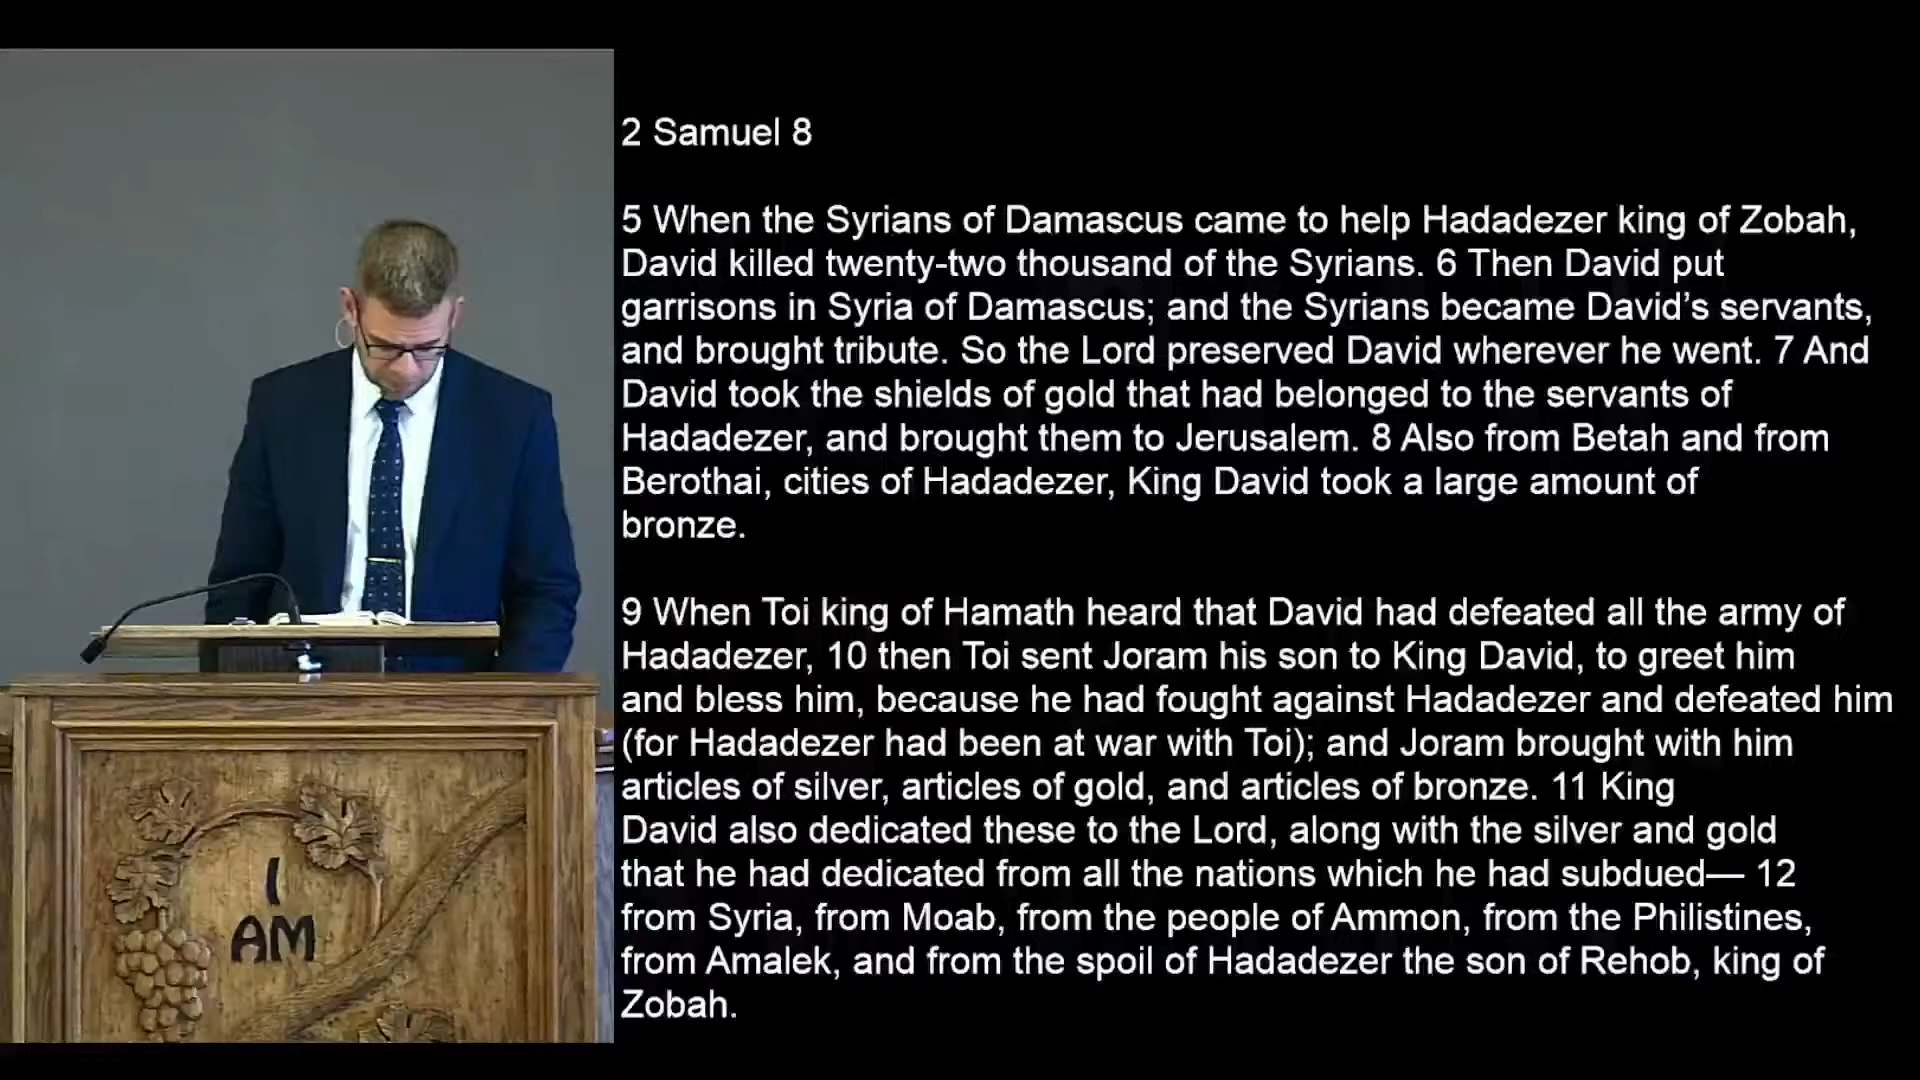 2 Samuel 8
5 When the Syrians of Damascus came to help Hadadezer king of Zobah,
David killed twenty-two thousand of the Syrians. 6 Then David put
garrisons in Syria of Damascus; and the Syrians became David’s servants,
and brought tribute. So the Lord preserved David wherever he went. 7 And
David took the shields of gold that had belonged to the servants of
Hadadezer, and brought them to Jerusalem. 8 Also from Betah and from
Berothai, cities of Hadadezer, King David took a large amount of
bronze.
9 When Toi king of Hamath heard that David had defeated all the army of
Hadadezer, 10 then Toi sent Joram his son to King David, to greet him
and bless him, because he had fought against Hadadezer and defeated him
(for Hadadezer had been at war with Toi); and Joram brought with him
articles of silver, articles of gold, and articles of bronze. 11 King
David also dedicated these to the Lord, along with the silver and gold
that he had dedicated from all the nations which he had subdued— 12
from Syria, from Moab, from the people of Ammon, from the Philistines,
from Amalek, and from the spoil of Hadadezer the son of Rehob, king of
Zobah.
I
AM